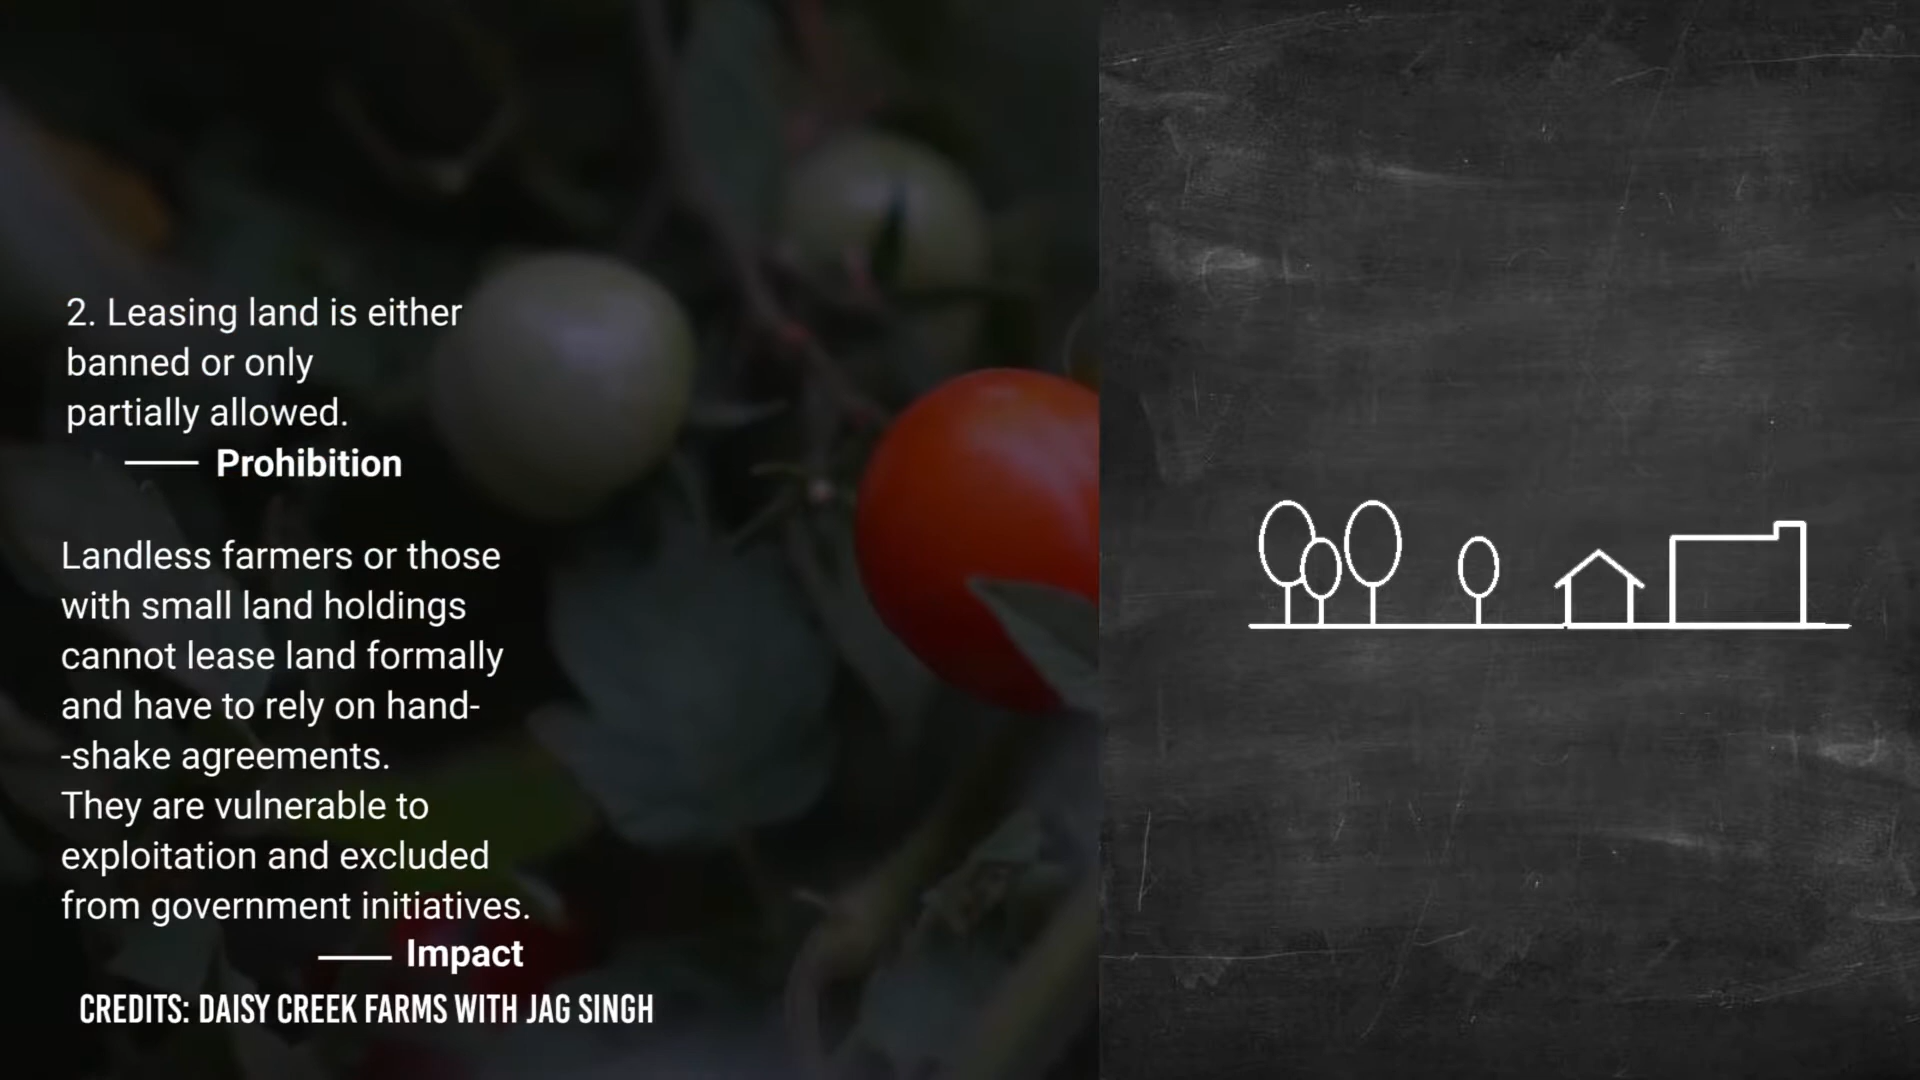 2. Leasing land is either
banned or only
partially allowed.
Prohibition
Landless farmers or those
with small land holdings
cannot lease land formally
and have to rely on hand-
-shake agreements.
They are vulnerable to
exploitation and excluded
from government initiatives.
Impact
CREDITS: DAISY CREEK FARMS WITH JAG SINGH